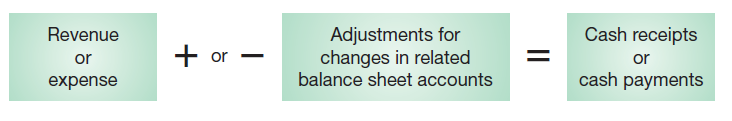 Revenue
or
expense
+ or −
Adjustments for
changes in related
balance sheet accounts
=
Cash receipts
or
cash payments